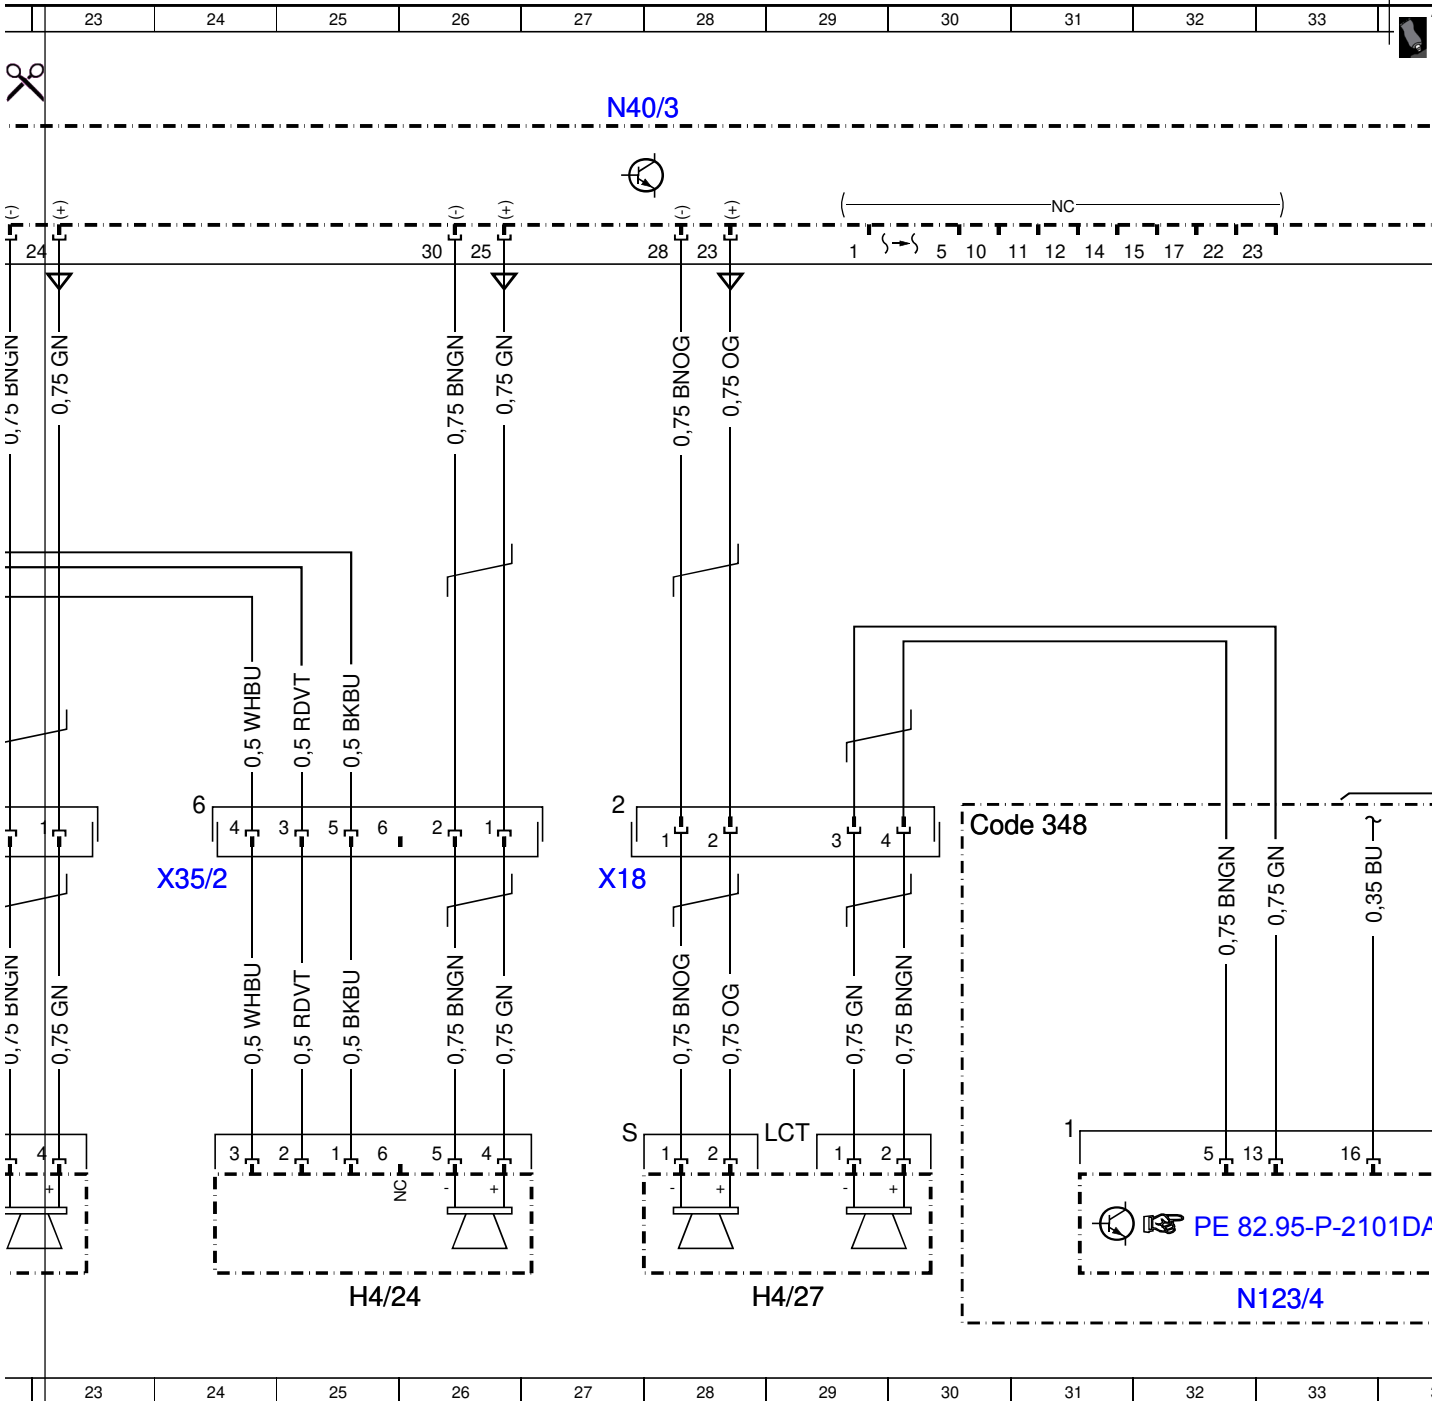 23 24 25 26 27 28 29 30 31 32 33
N40/3
(-) (+) (-) (+) (-) (+) NC
24 30 25 28 23 1 5 10 11 12 14 15 17 22 23
0,75 BNGN
0,75 GN
0,75 BNGN
0,75 GN
0,75 BNOG
0,75 OG
0,5 WHBU
0,5 RDVT
0,5 BKBU
6 2
1 4 3 5 6 2 1 1 2 3 4
Code 348
X35/2 X18
0,75 BNGN
0,75 GN
0,35 BU
0,75 BNGN
0,75 GN
0,5 WHBU
0,5 RDVT
0,5 BKBU
0,75 BNGN
0,75 GN
0,75 BNOG
0,75 OG
0,75 GN
0,75 BNGN
S LCT 1
4 3 2 1 6 5 4 1 2 1 2 5 13 16
+ NC - + - + - +
PE 82.95-P-2101DA
H4/24 H4/27 N123/4
23 24 25 26 27 28 29 30 31 32 33